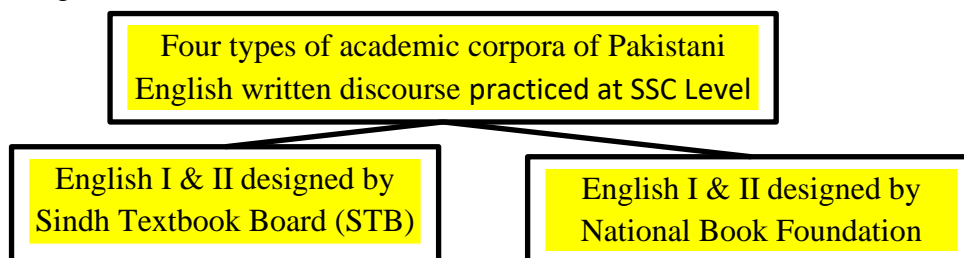 Four types of academic corpora of Pakistani
English written discourse practiced at SSC Level
English I & II designed by
Sindh Textbook Board (STB)
English I & II designed by
National Book Foundation